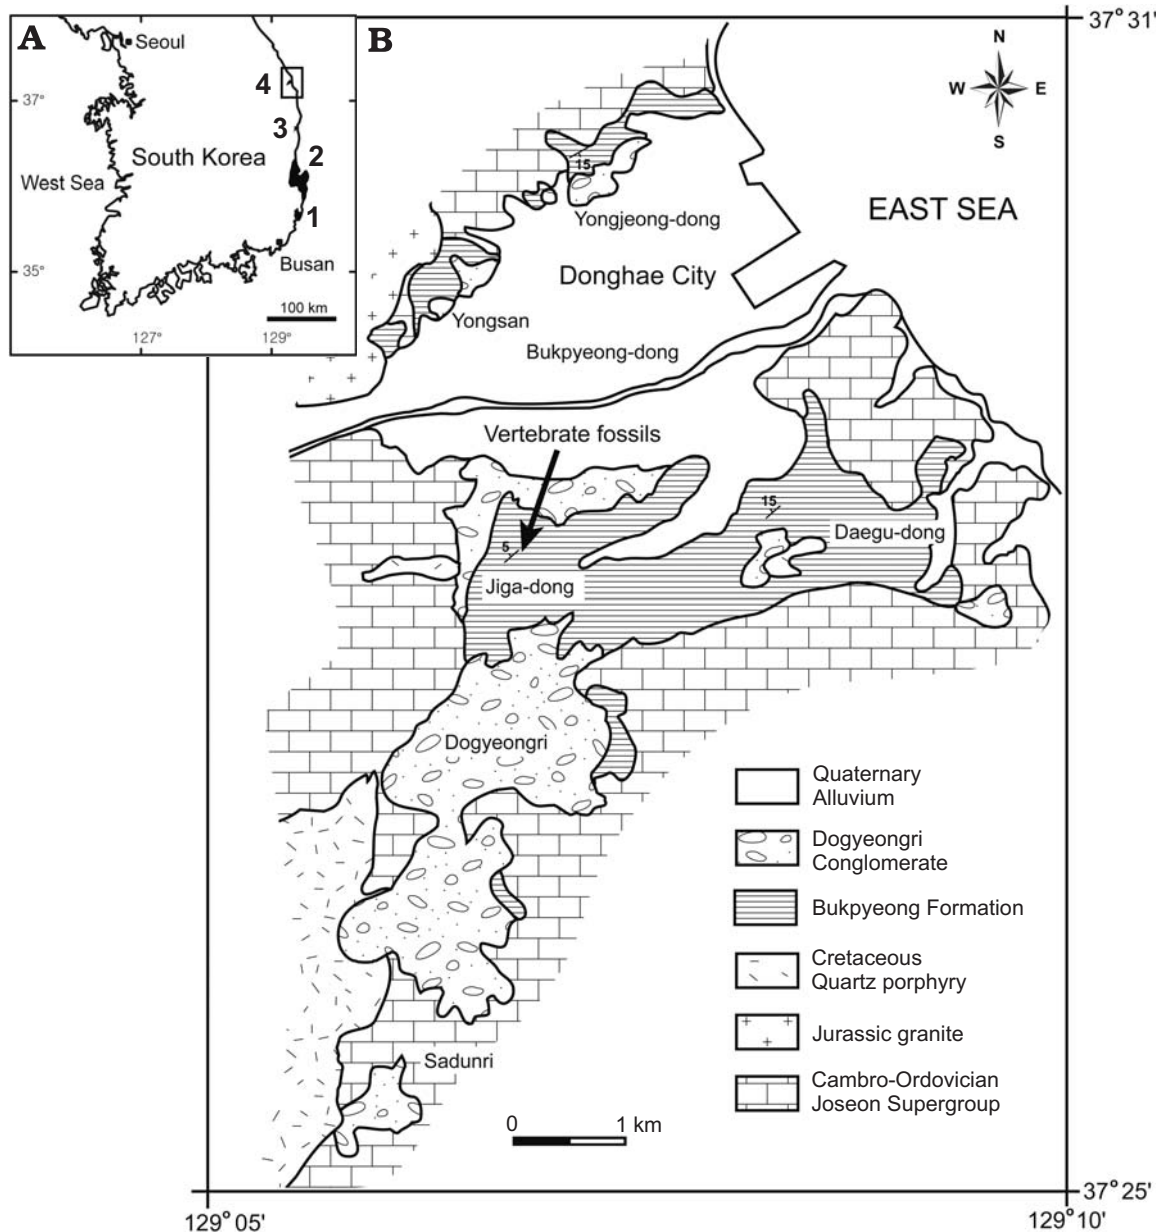 A
Seoul
4
37°
3
South Korea
2
West Sea
1
35°
Busan
100 km
127°
129°
B
37° 31'
N
W
E
S
15
EAST SEA
Yongjeong-dong
Donghae City
Yongsan
Bukpyeong-dong
Vertebrate fossils
15
Daegu-dong
5
Jiga-dong
Dogyeongri
Quaternary
Alluvium
Dogyeongri
Conglomerate
Bukpyeong Formation
Cretaceous
Quartz porphyry
Jurassic granite
Sadunri
Cambro-Ordovician
Joseon Supergroup
0
1 km
37° 25'
129° 05'
129° 10'